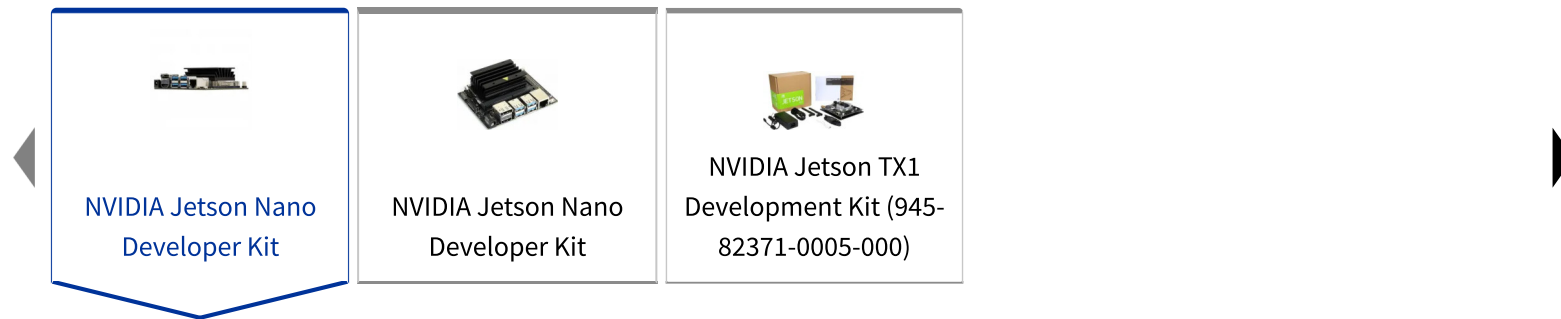 NVIDIA Jetson Nano
Developer Kit
NVIDIA Jetson Nano
Developer Kit
JETSON
NVIDIA Jetson TX1
Development Kit (945-
82371-0005-000)